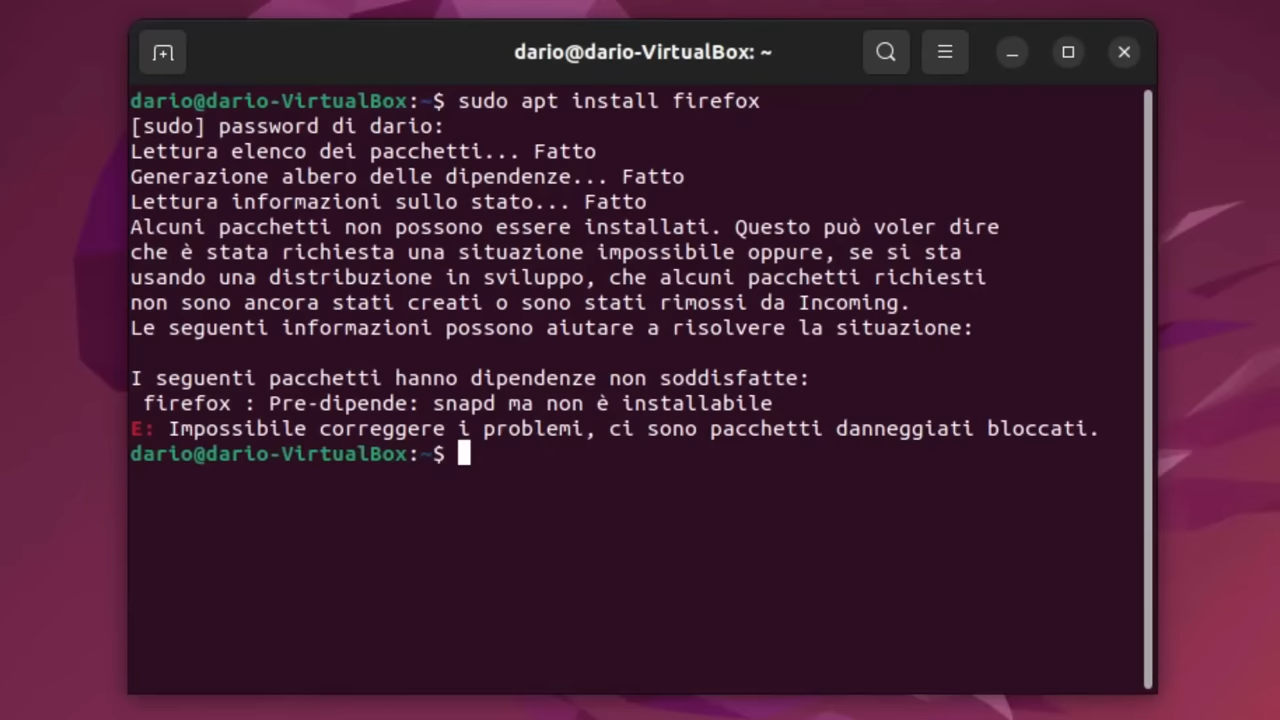 dario@dario-VirtualBox: ~
dario@dario-VirtualBox:~$ sudo apt install firefox
[sudo] password di dario:
Lettura elenco dei pacchetti... Fatto
Generazione albero delle dipendenze... Fatto
Lettura informazioni sullo stato... Fatto
Alcuni pacchetti non possono essere installati. Questo può voler dire
che è stata richiesta una situazione impossibile oppure, se si sta
usando una distribuzione in sviluppo, che alcuni pacchetti richiesti
non sono ancora stati creati o sono stati rimossi da Incoming.
Le seguenti informazioni possono aiutare a risolvere la situazione:
I seguenti pacchetti hanno dipendenze non soddisfatte:
firefox : Pre-dipende: snapd ma non è installabile
E: Impossibile correggere i problemi, ci sono pacchetti danneggiati bloccati.
dario@dario-VirtualBox:~$